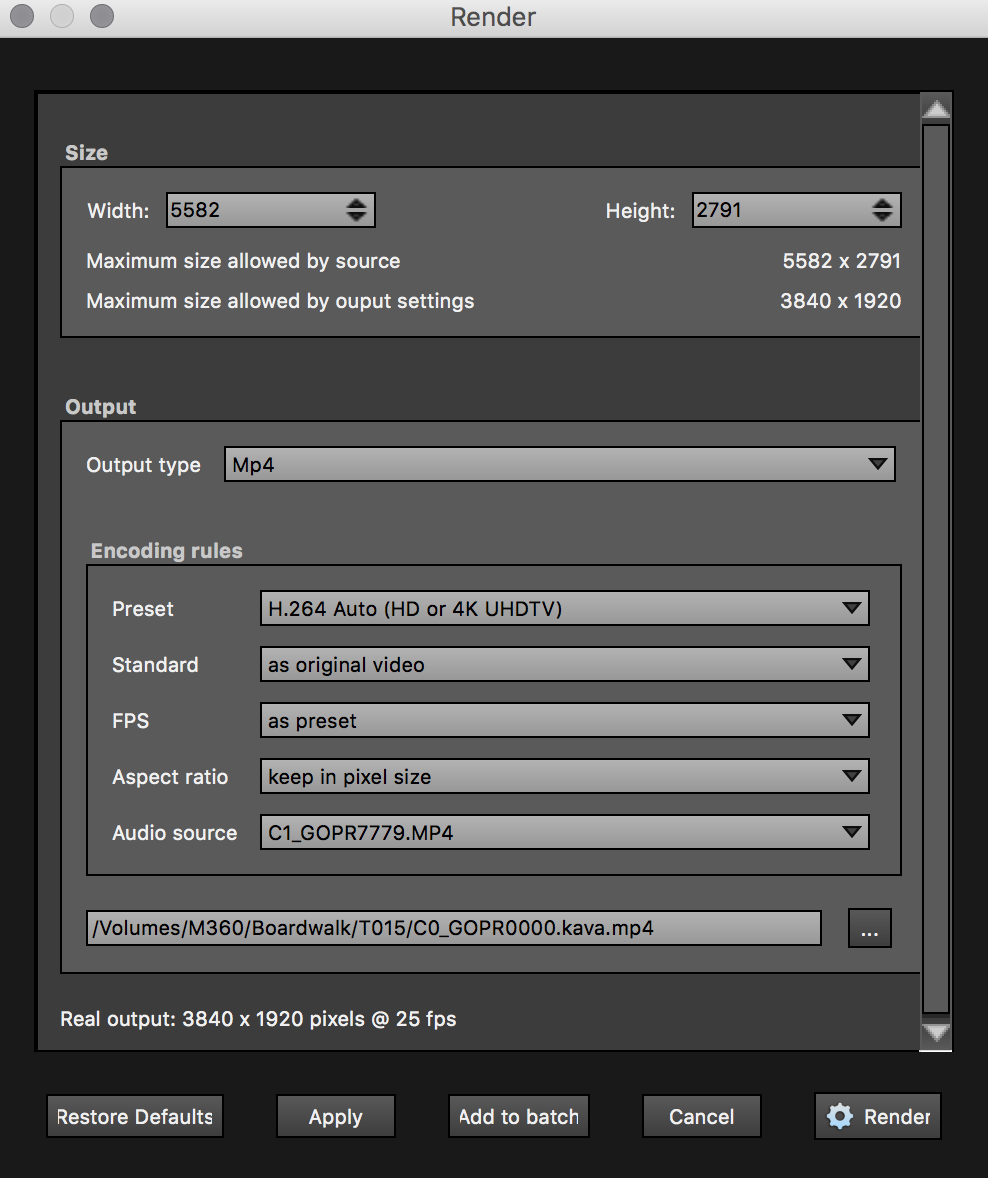 Render
Size
Width: 5582 Height: 2791
Maximum size allowed by source 5582 x 2791
Maximum size allowed by ouput settings 3840 x 1920
Output
Output type Mp4
Encoding rules
Preset H.264 Auto (HD or 4K UHDTV)
Standard as original video
FPS as preset
Aspect ratio keep in pixel size
Audio source C1_GOPR7779.MP4
/Volumes/M360/Boardwalk/T015/C0_GOPR0000.kava.mp4 ...
Real output: 3840 x 1920 pixels @ 25 fps
Restore Defaults Apply Add to batch Cancel Render